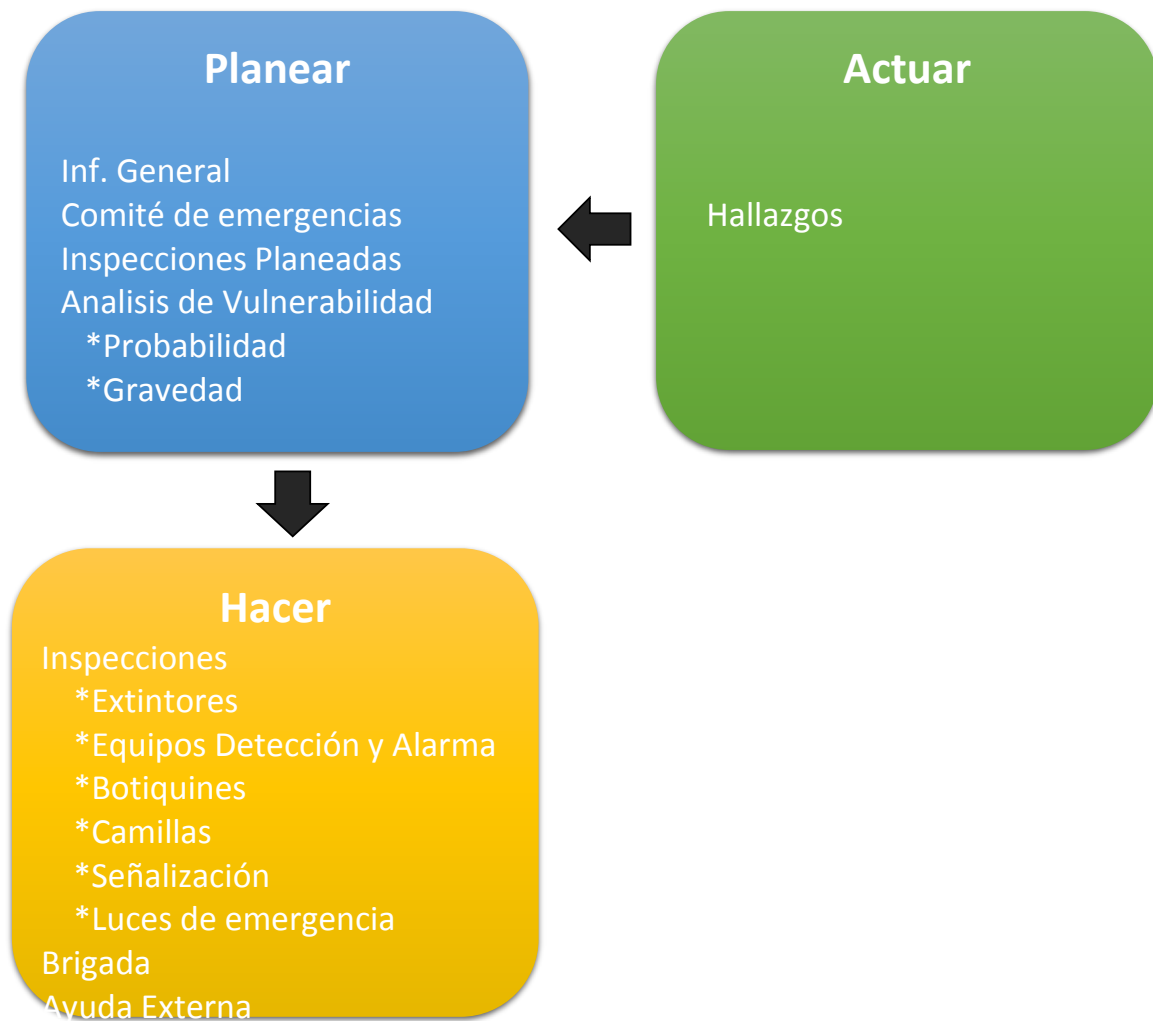 Planear
Inf. General
Comité de emergencias
Inspecciones Planeadas
Analisis de Vulnerabilidad
*Probabilidad
*Gravedad
Actuar
Hallazgos
Hacer
Inspecciones
*Extintores
*Equipos Detección y Alarma
*Botiquines
*Camillas
*Señalización
*Luces de emergencia
Brigada
Ayuda Externa